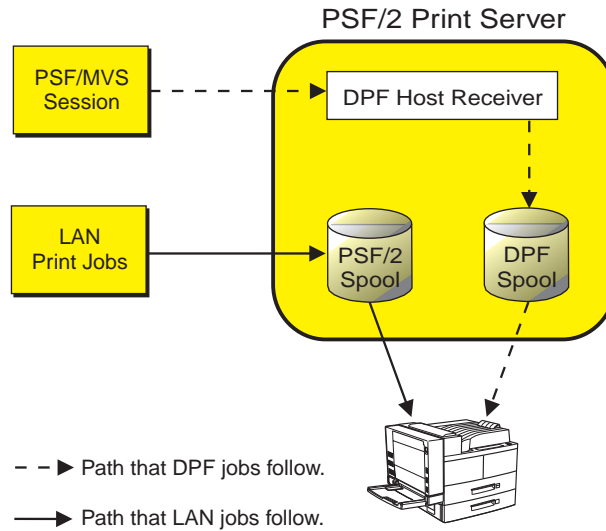 PSF/2 Print Server
PSF/MVS
Session
DPF Host Receiver
LAN
Print Jobs
PSF/2
Spool
DPF
Spool
Path that DPF jobs follow.
Path that LAN jobs follow.